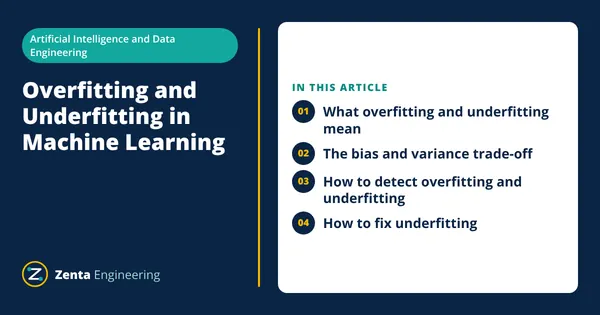 Artificial Intelligence and Data
Engineering
Overfitting and
Underfitting in
Machine Learning
Zenta Engineering
IN THIS ARTICLE
01 What overfitting and underfitting
mean
02 The bias and variance trade-off
03 How to detect overfitting and
underfitting
04 How to fix underfitting